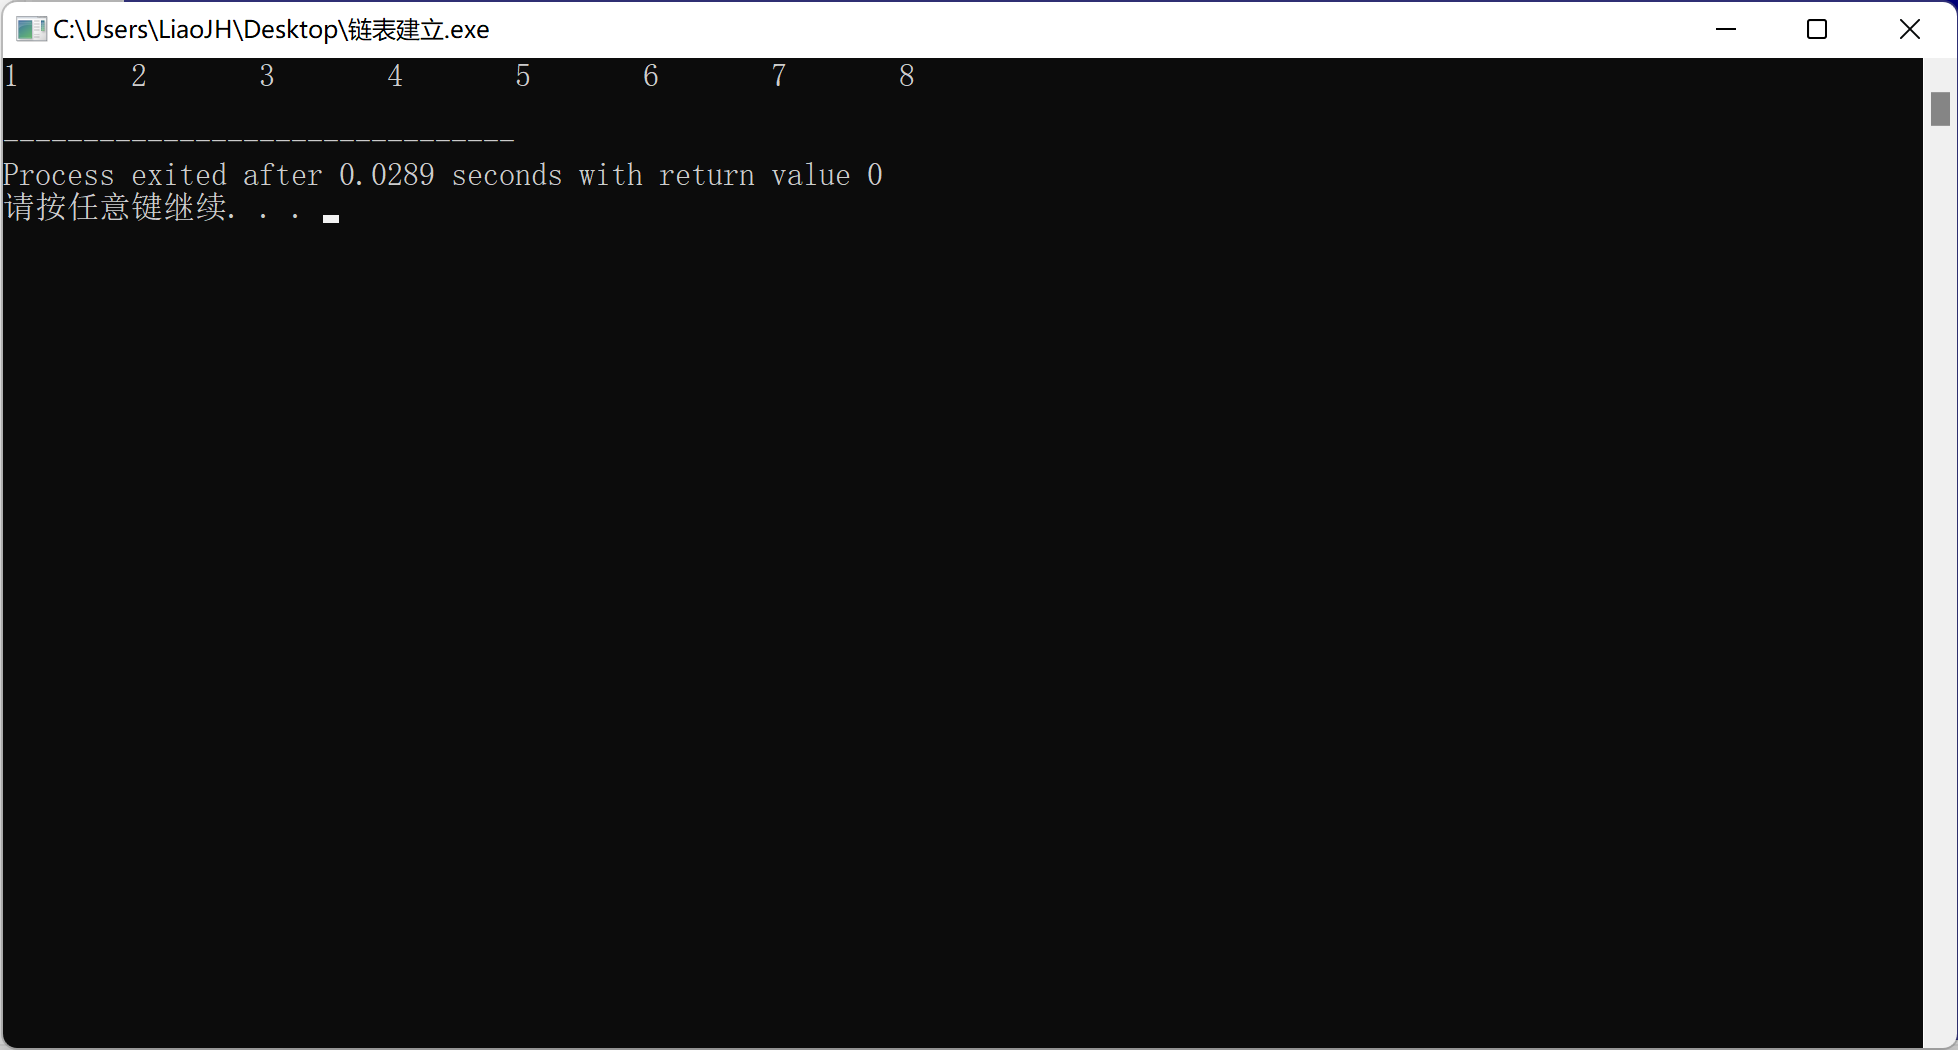 C:\Users\LiaoJH\Desktop\链表建立.exe
1 2 3 4 5 6 7 8
--------------------------------
Process exited after 0.0289 seconds with return value 0
请按任意键继续. . .